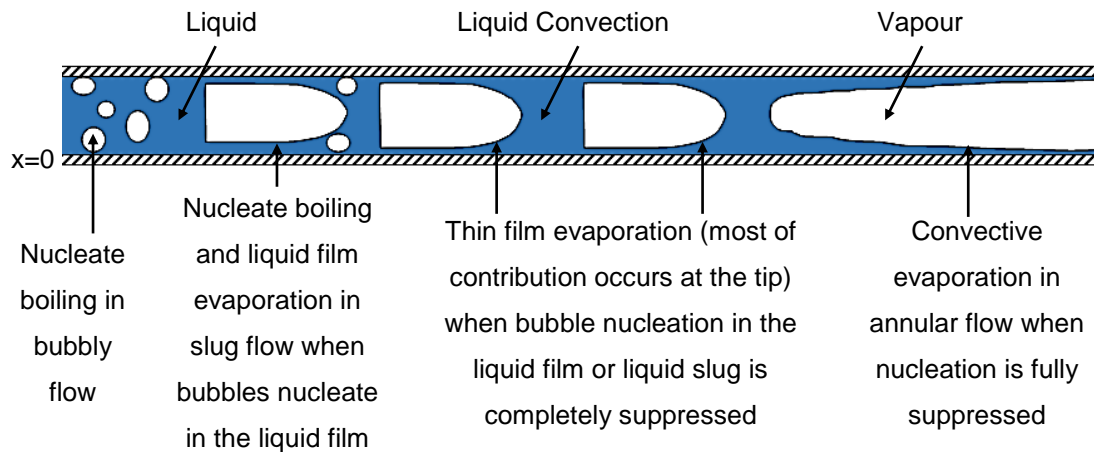 Liquid
Liquid Convection
Vapour
x=0
Nucleate
boiling in
bubbly
flow
Nucleate boiling
and liquid film
evaporation in
slug flow when
bubbles nucleate
in the liquid film
Thin film evaporation (most of
contribution occurs at the tip)
when bubble nucleation in the
liquid film or liquid slug is
completely suppressed
Convective
evaporation in
annular flow when
nucleation is fully
suppressed